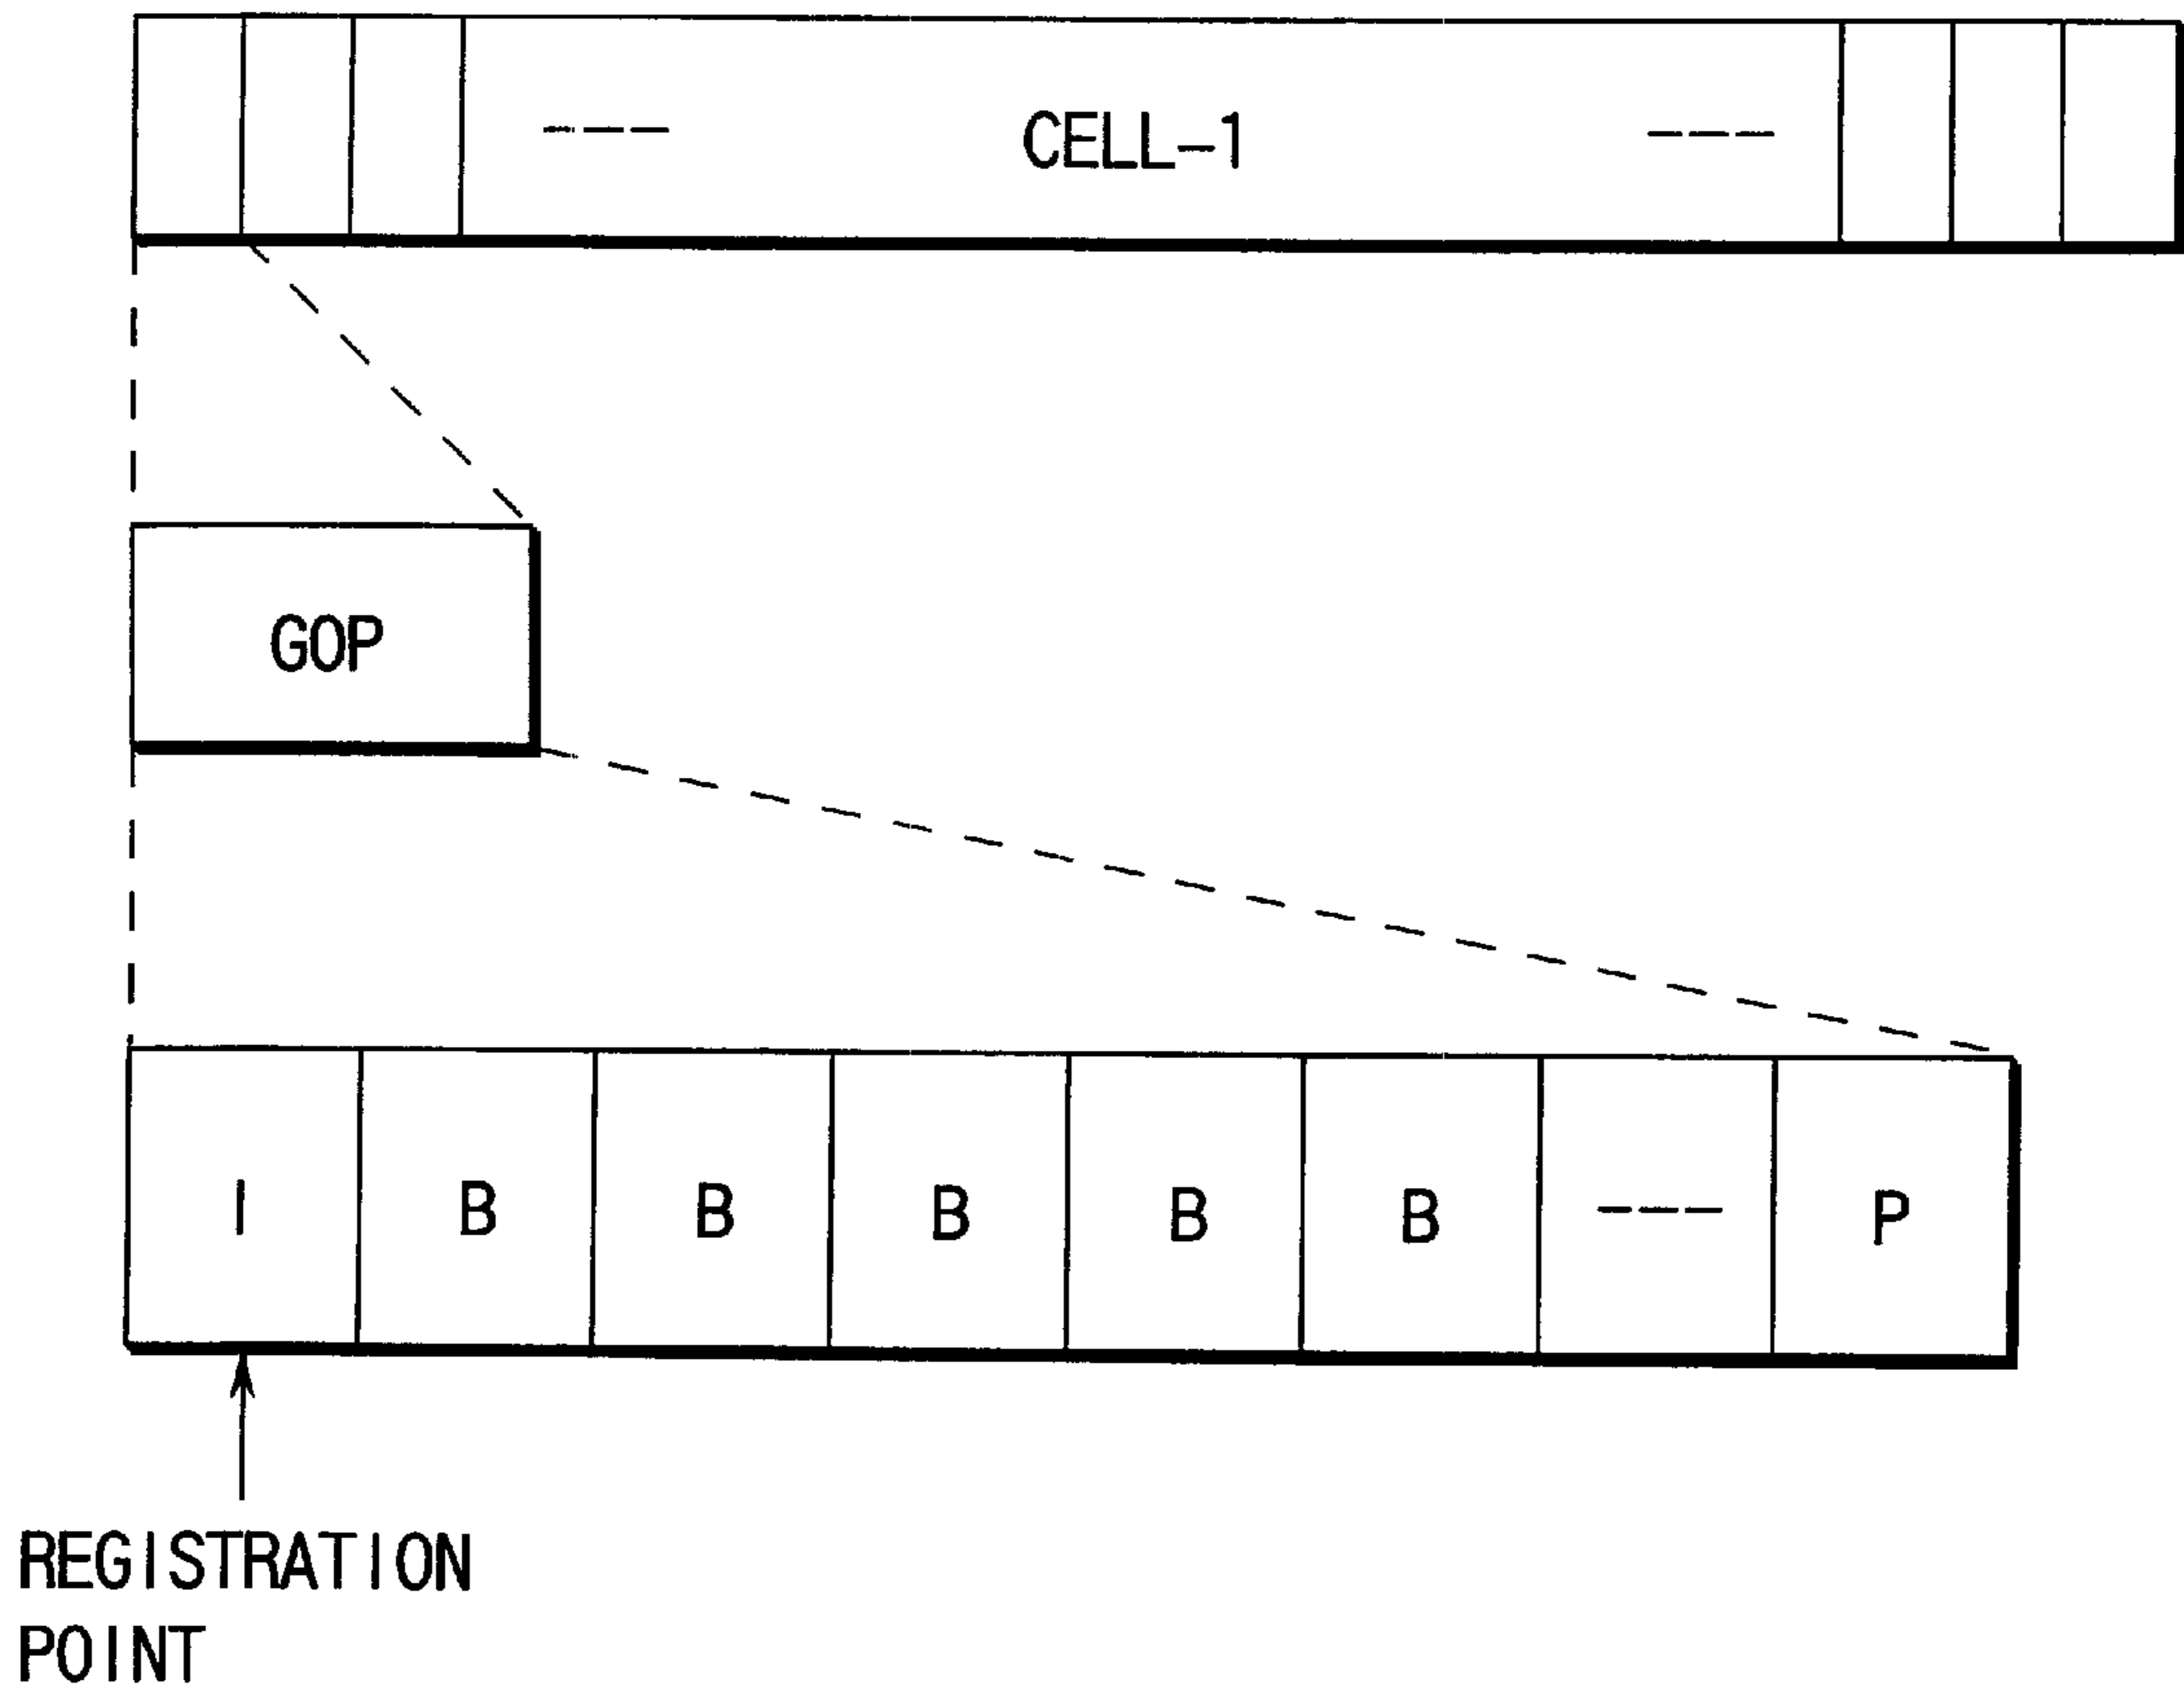 --- CELL-1 ---
GOP
I B B B B B --- P
REGISTRATION
POINT